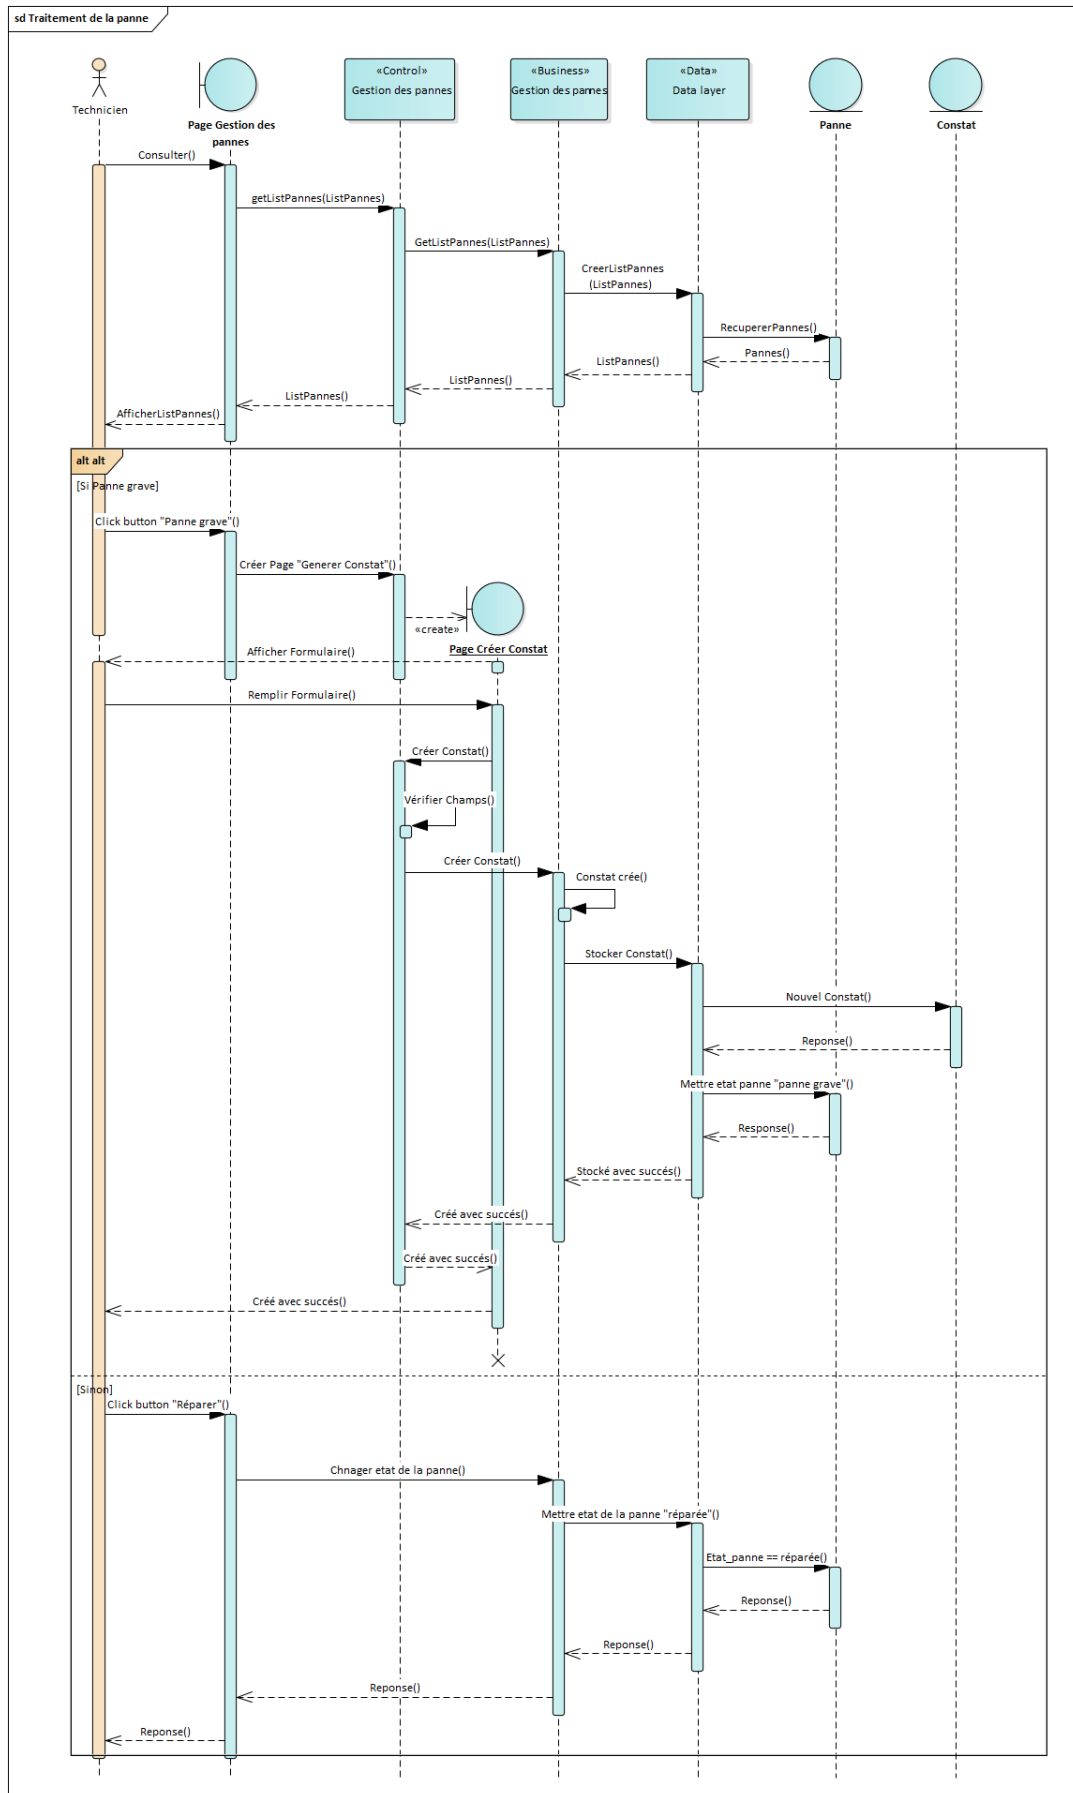 sd Traitement de la panne
Technicien
Page Gestion des
pannes
«Control»
Gestion des pannes
«Business»
Gestion des pannes
«Data»
Data layer
Panne
Constat
Consulter()
getListPannes(ListPannes)
GetListPannes(ListPannes)
CreerListPannes
(ListPannes)
RecupererPannes()
Pannes()
ListPannes()
ListPannes()
ListPannes()
AfficherListPannes()
alt alt
[Si Panne grave]
Click button "Panne grave"()
Créer Page "Generer Constat"()
«create»
Page Créer Constat
Afficher Formulaire()
Remplir Formulaire()
Créer Constat()
Vérifier Champs()
Créer Constat()
Constat crée()
Stocker Constat()
Nouvel Constat()
Reponse()
Mettre etat panne "panne grave"()
Response()
Stocké avec succés()
Créé avec succés()
Créé avec succés()
Créé avec succés()
[Sinon]
Click button "Réparer"()
Chnager etat de la panne()
Mettre etat de la panne "réparée"()
Etat_panne == réparée()
Reponse()
Reponse()
Reponse()
Reponse()